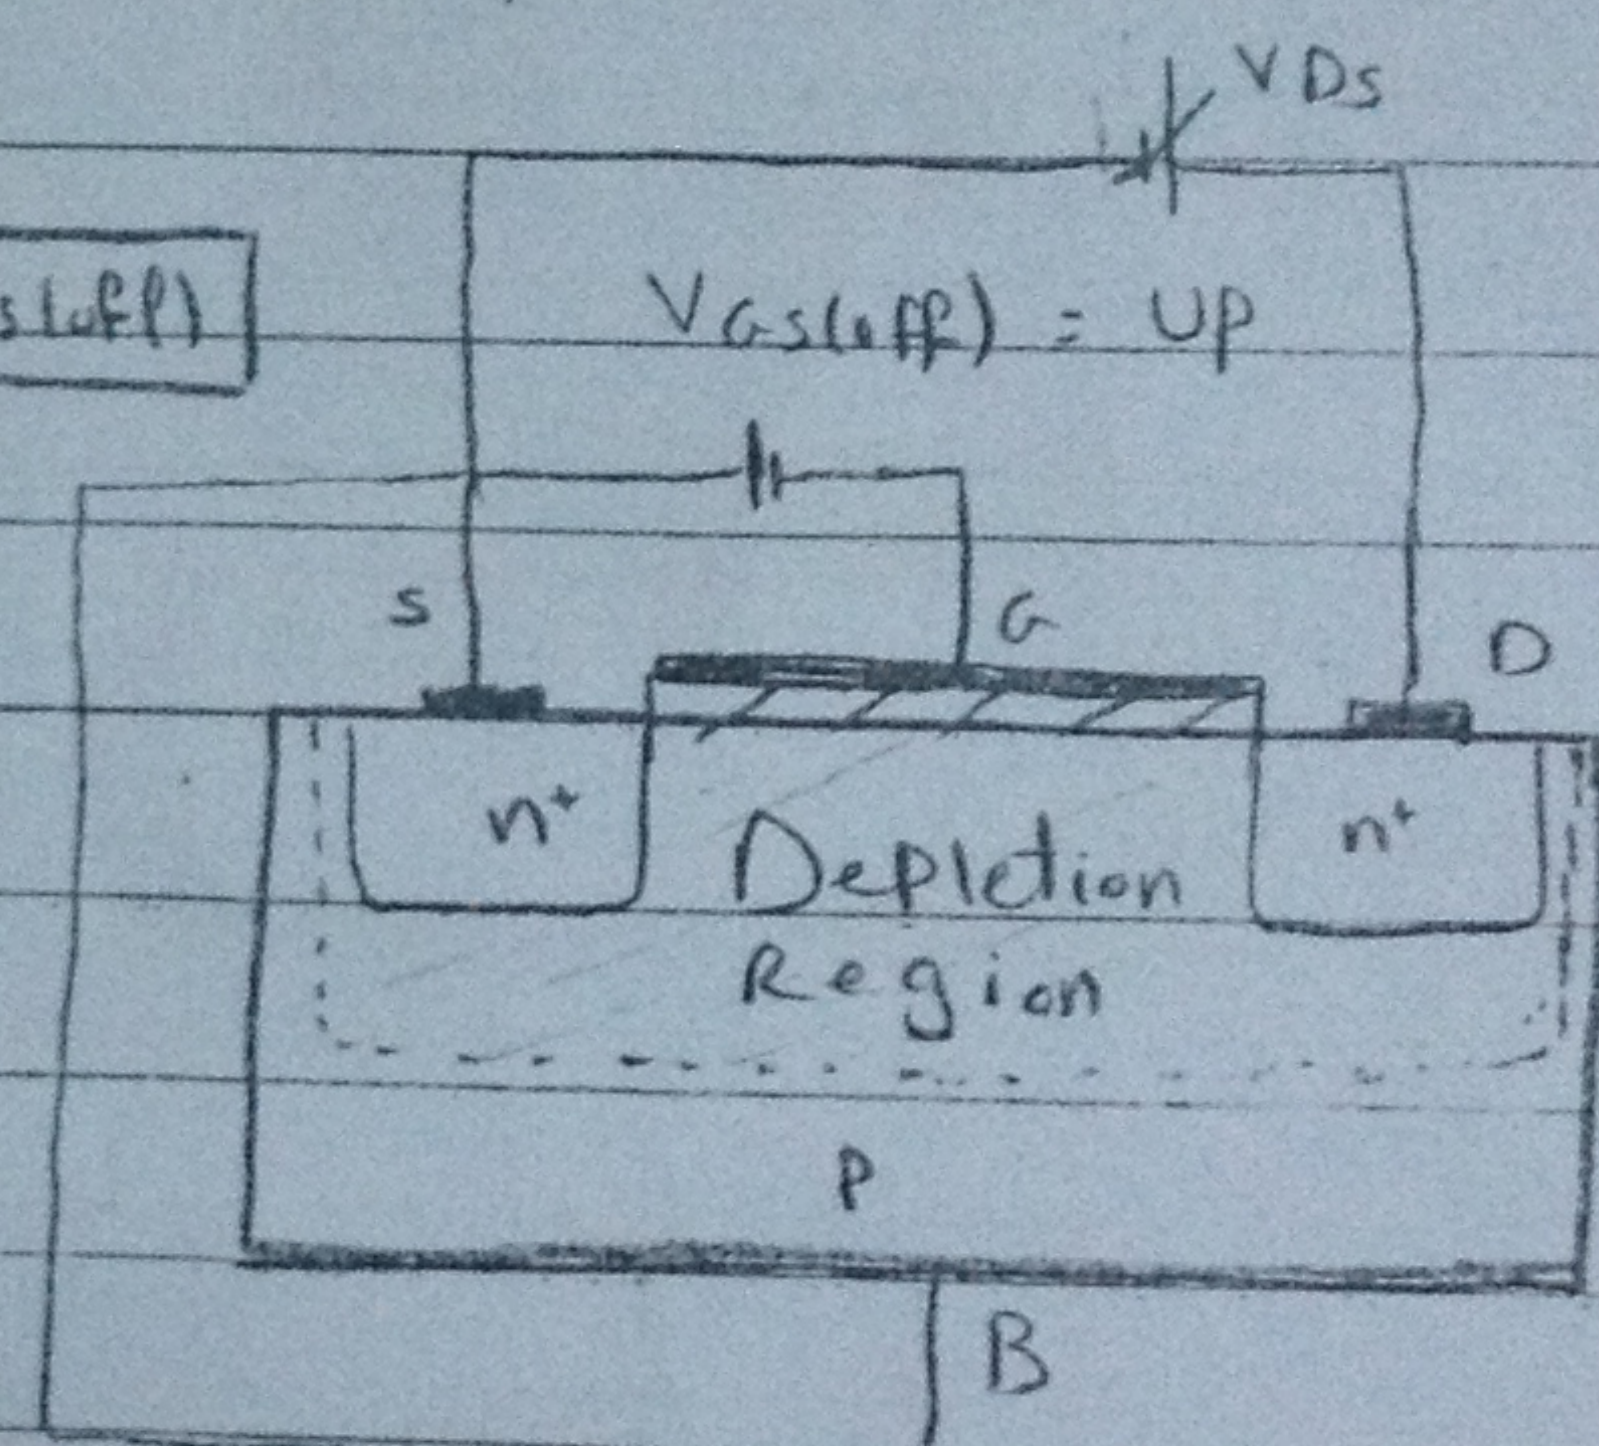 VDS
s(off)
VGS(off) = UP
S
G
D
n+
n+
Depletion
Region
P
B